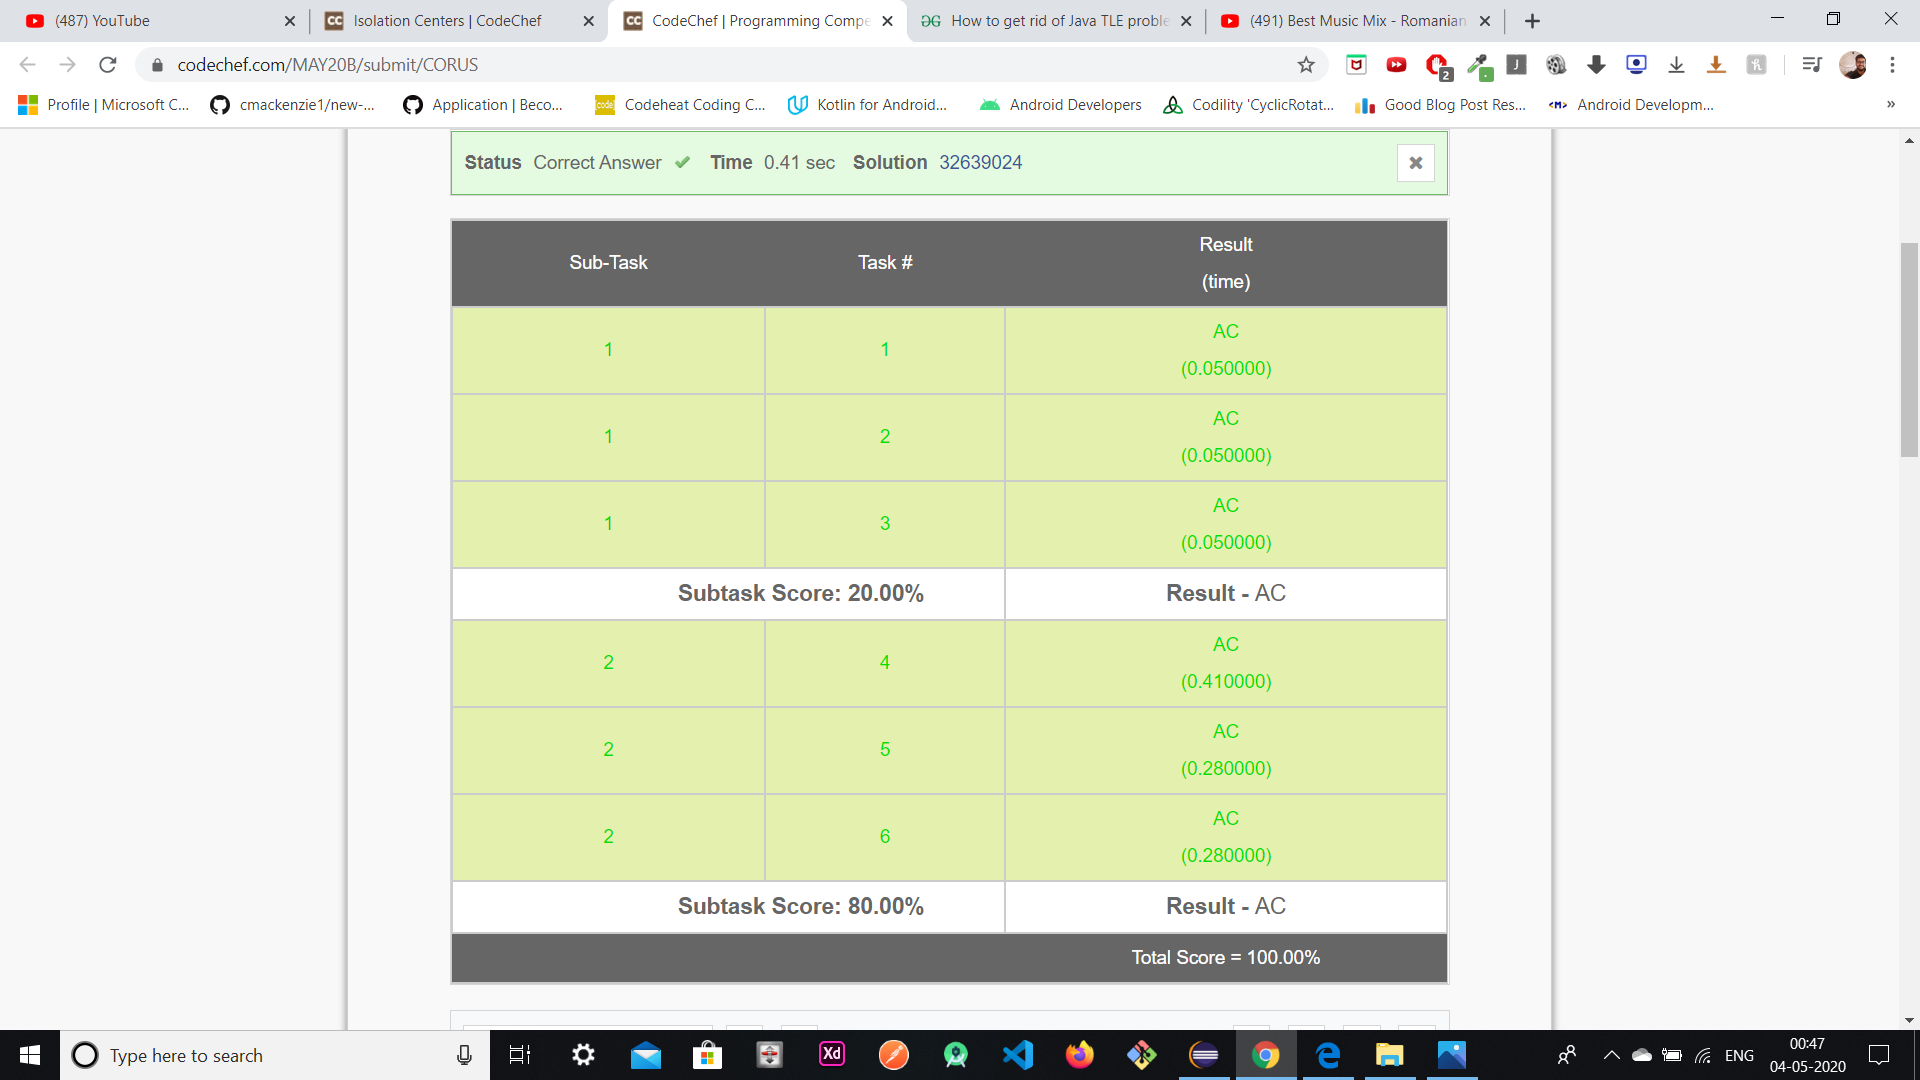 (487) YouTube
Isolation Centers | CodeChef
CodeChef | Programming Compe
How to get rid of Java TLE proble
(491) Best Music Mix - Romanian
codechef.com/MAY20B/submit/CORUS
2
J
Profile | Microsoft C...
cmackenzie1/new-...
Application | Beco...
Codeheat Coding C...
Kotlin for Android...
Android Developers
Codility 'CyclicRotat...
Good Blog Post Res...
Android Developm...
»
Status Correct Answer Time 0.41 sec Solution 32639024
Sub-Task Task # Result
(time)
1 1 AC
(0.050000)
1 2 AC
(0.050000)
1 3 AC
(0.050000)
Subtask Score: 20.00% Result - AC
2 4 AC
(0.410000)
2 5 AC
(0.280000)
2 6 AC
(0.280000)
Subtask Score: 80.00% Result - AC
Total Score = 100.00%
Type here to search
Xd
ENG
00:47
04-05-2020